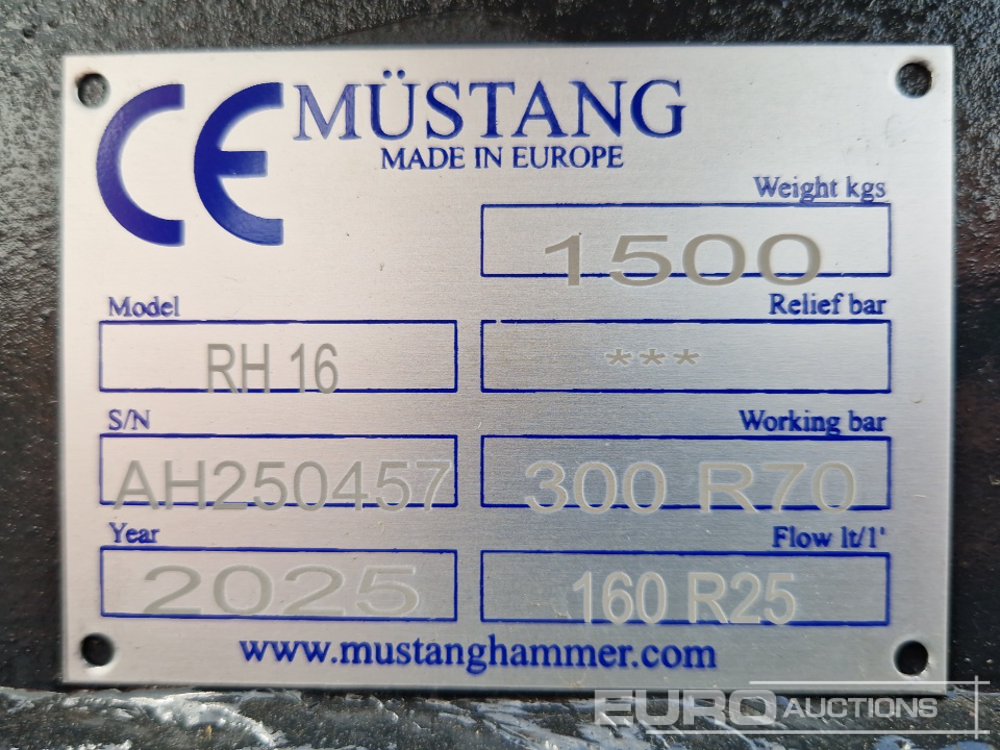 CE MÜSTANG
MADE IN EUROPE
Weight kgs
1500
Model
Relief bar
RH 16
***
S/N
Working bar
AH250457
300 R70
Year
Flow lt/1'
2025
160 R25
www.mustanghammer.com
EURO AUCTIONS